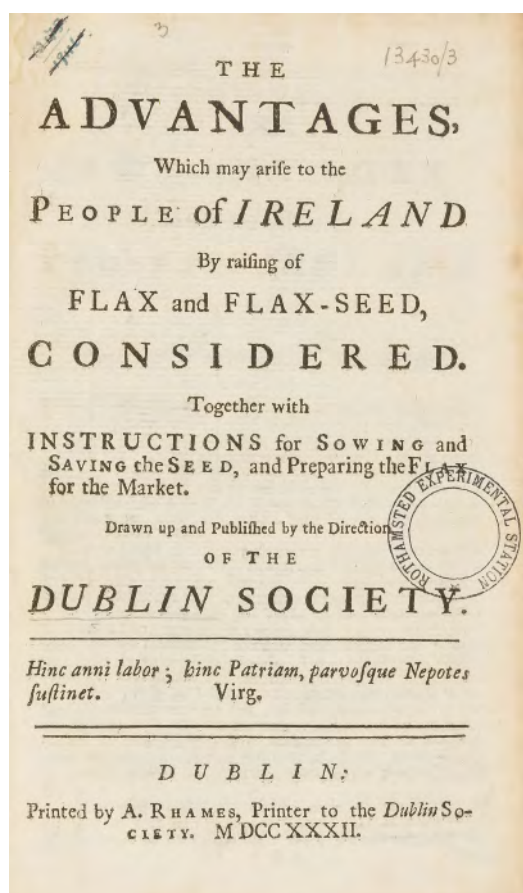 3
13430/3
THE
ADVANTAGES,
Which may ariſe to the
PEOPLE of IRELAND
By raiſing of
FLAX and FLAX-SEED,
CONSIDERED.
Together with
INSTRUCTIONS for SOWING and
SAVING the SEED, and Preparing the FLAX
for the Market.
Drawn up and Publiſhed by the Direction
OF THE
DUBLIN SOCIETY.
ROTHAMSTED EXPERIMENTAL STATION
Hinc anni labor; hinc Patriam, parvoſque Nepotes
ſuſtinet. Virg.
DUBLIN:
Printed by A. RHAMES, Printer to the Dublin So-
CIETY. MDCCXXXII.